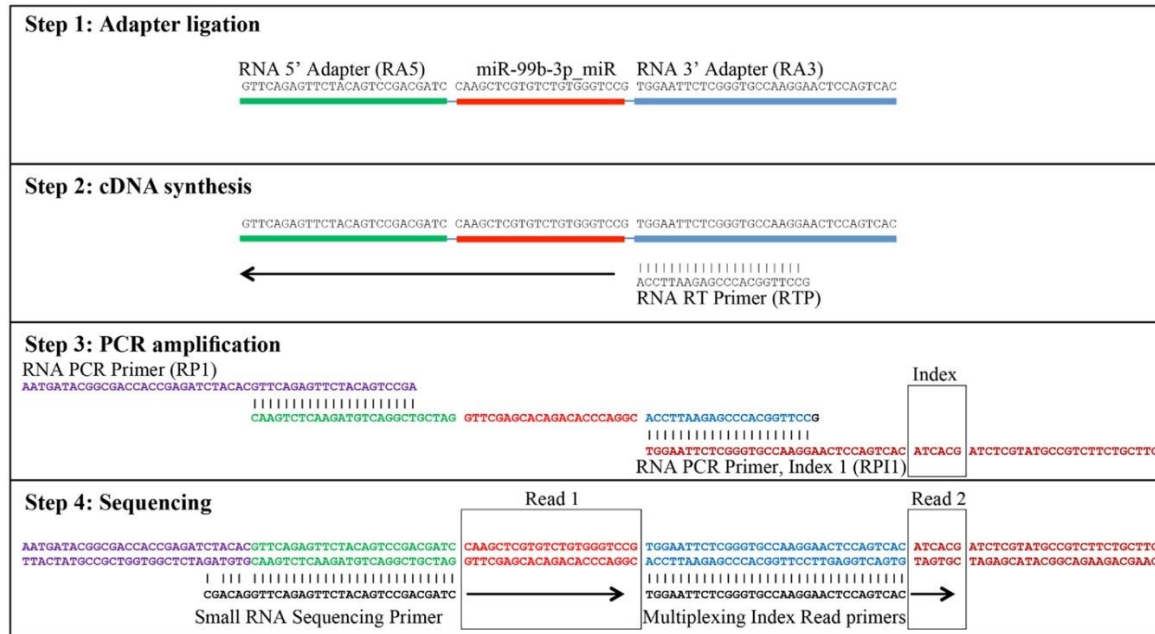 Step 1: Adapter ligation
RNA 5’ Adapter (RA5) miR-99b-3p_miR RNA 3’ Adapter (RA3)
GTTCAGAGTTCTACAGTCCGACGATC CAAGCTCGTGTCTGTGGGTCCG TGGAATTCTCGGGTGCCAAGGAACTCCAGTCAC
Step 2: cDNA synthesis
GTTCAGAGTTCTACAGTCCGACGATC CAAGCTCGTGTCTGTGGGTCCG TGGAATTCTCGGGTGCCAAGGAACTCCAGTCAC
ACCTTAAGAGCCCACGGTTCCG
RNA RT Primer (RTP)
Step 3: PCR amplification
RNA PCR Primer (RP1) Index
AATGATACGGCGACCACCGAGATCTACACGTTCAGAGTTCTACAGTCCGA
CAAGTCTCAAGATGTCAGGCTGCTAG GTTCGAGCACAGACACCCAGGC ACCTTAAGAGCCCACGGTTCCG
TGGAATTCTCGGGTGCCAAGGAACTCCAGTCAC ATCACG ATCTCGTATGCCGTCTTCTGCTTG
RNA PCR Primer, Index 1 (RPI1)
Step 4: Sequencing
Read 1 Read 2
AATGATACGGCGACCACCGAGATCTACACGTTCAGAGTTCTACAGTCCGACGATC CAAGCTCGTGTCTGTGGGTCCG TGGAATTCTCGGGTGCCAAGGAACTCCAGTCAC ATCACG ATCTCGTATGCCGTCTTCTGCTTG
TTACTATGCCGCTGGTGGCTCTAGATGTGCAAGTCTCAAGATGTCAGGCTGCTAG GTTCGAGCACAGACACCCAGGC ACCTTAAGAGCCCACGGTTCCTTGAGGTCAGTG TAGTGC TAGAGCATACGGCAGAAGACGAAC
CGACAGGTTCAGAGTTCTACAGTCCGACGATC TGGAATTCTCGGGTGCCAAGGAACTCCAGTCAC
Small RNA Sequencing Primer Multiplexing Index Read primers